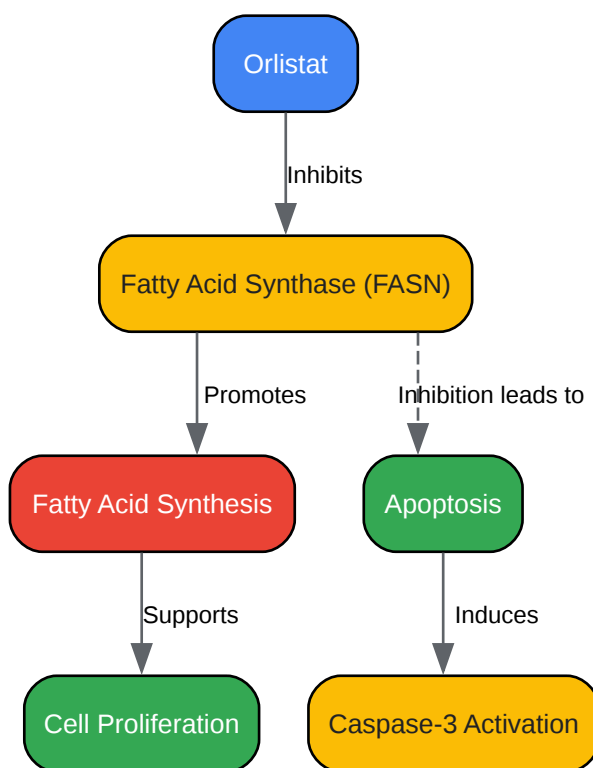 Orlistat
Inhibits
Fatty Acid Synthase (FASN)
Promotes
Inhibition leads to
Fatty Acid Synthesis
Apoptosis
Supports
Induces
Cell Proliferation
Caspase-3 Activation